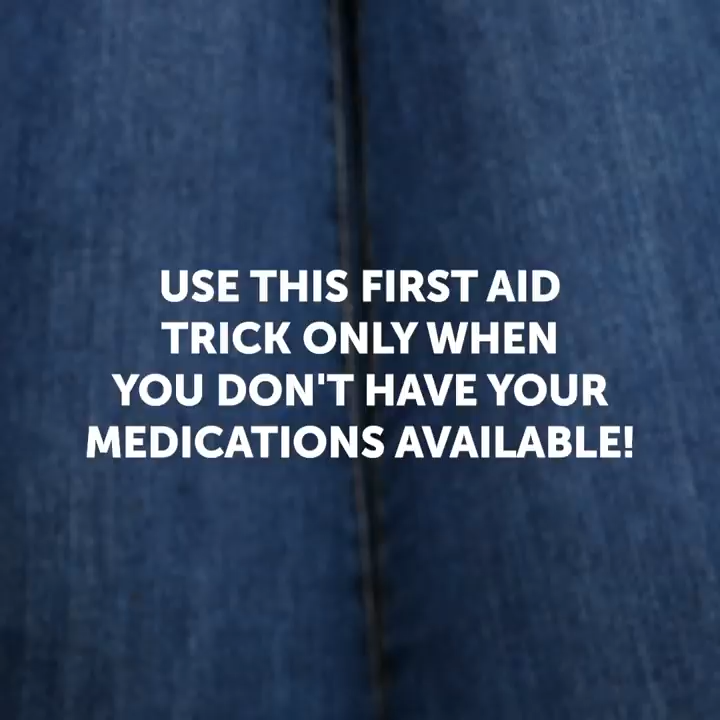 USE THIS FIRST AID
TRICK ONLY WHEN
YOU DON'T HAVE YOUR
MEDICATIONS AVAILABLE!